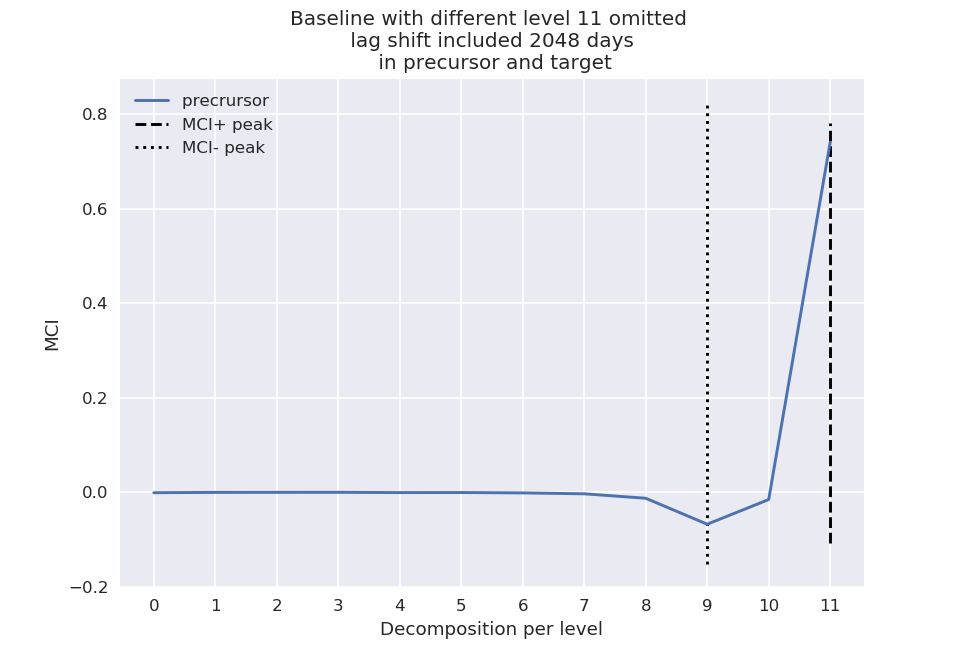 Baseline with different level 11 omitted
lag shift included 2048 days
in precursor and target
precrursor
MCI+ peak
MCI- peak
0.8
0.6
0.4
0.2
0.0
−0.2
MCI
0 1 2 3 4 5 6 7 8 9 10 11
Decomposition per level